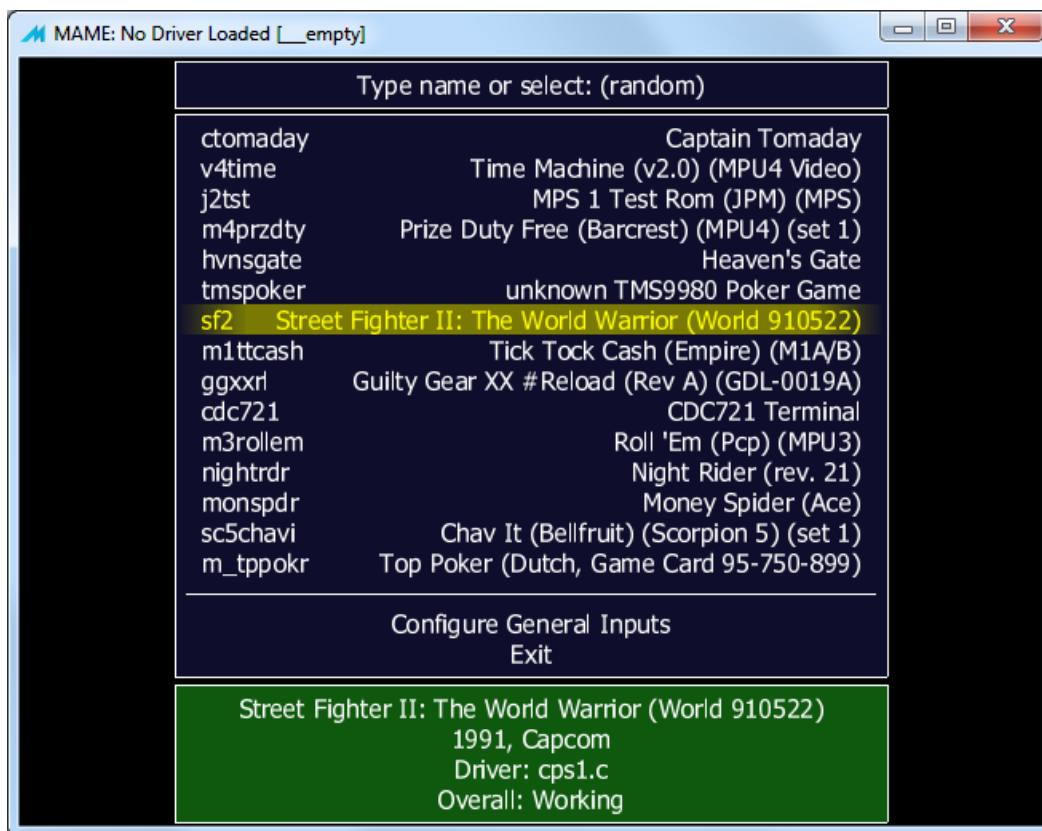 MAME: No Driver Loaded [___empty]
Type name or select: (random)
ctomaday Captain Tomaday
v4time Time Machine (v2.0) (MPU4 Video)
j2tst MPS 1 Test Rom (JPM) (MPS)
m4przdty Prize Duty Free (Barcrest) (MPU4) (set 1)
hvnsgate Heaven's Gate
tmspoker unknown TMS9980 Poker Game
sf2 Street Fighter II: The World Warrior (World 910522)
m1ttcash Tick Tock Cash (Empire) (M1A/B)
ggxxrl Guilty Gear XX #Reload (Rev A) (GDL-0019A)
cdc721 CDC721 Terminal
m3rollem Roll 'Em (Pcp) (MPU3)
nightrdr Night Rider (rev. 21)
monspdr Money Spider (Ace)
sc5chavi Chav It (Bellfruit) (Scorpion 5) (set 1)
m_tppokr Top Poker (Dutch, Game Card 95-750-899)
Configure General Inputs
Exit
Street Fighter II: The World Warrior (World 910522)
1991, Capcom
Driver: cps1.c
Overall: Working